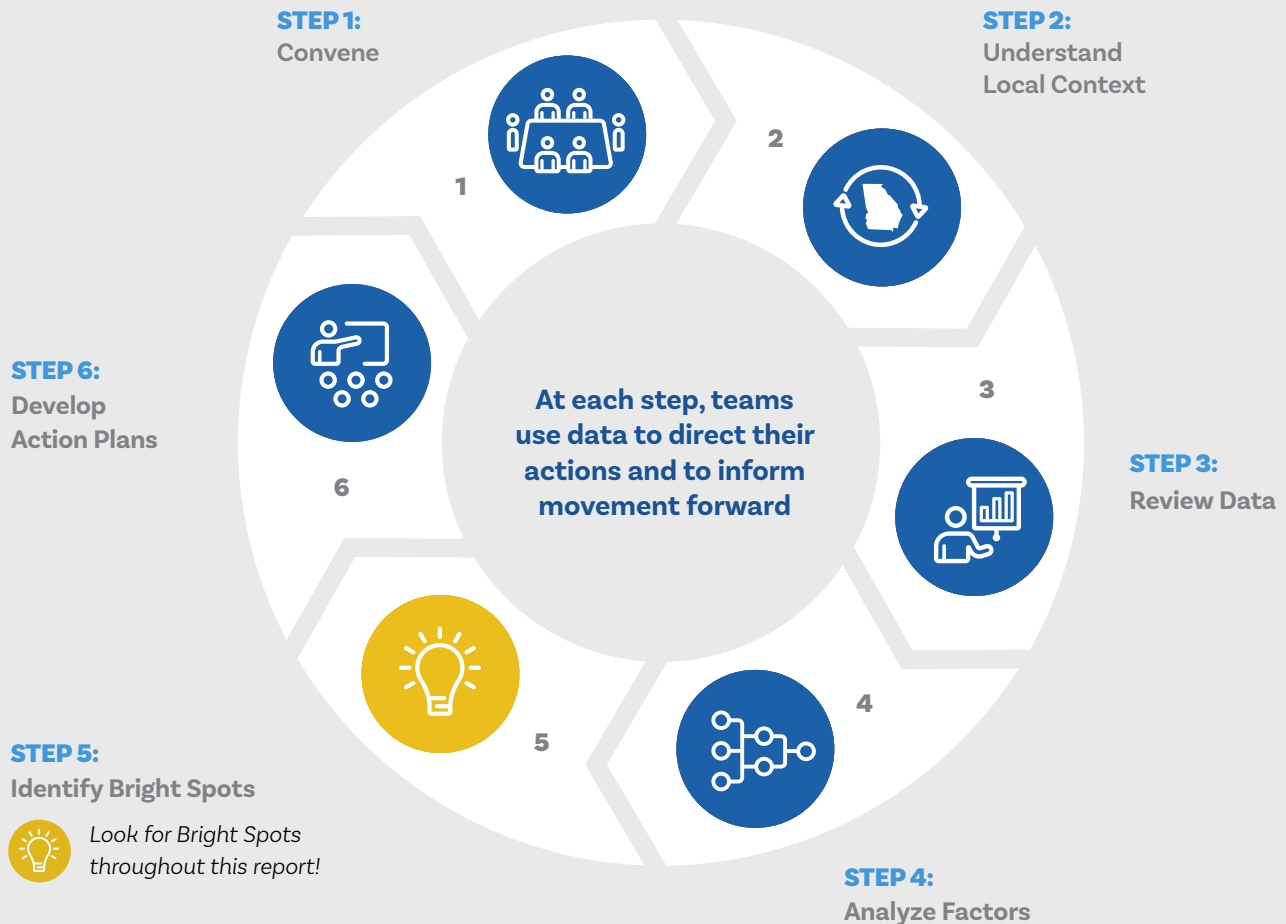 STEP 1:
Convene
STEP 2:
Understand
Local Context
1
2
3
STEP 3:
Review Data
At each step, teams
use data to direct their
actions and to inform
movement forward
STEP 6:
Develop
Action Plans
6
5
4
STEP 5:
Identify Bright Spots
Look for Bright Spots
throughout this report!
STEP 4:
Analyze Factors